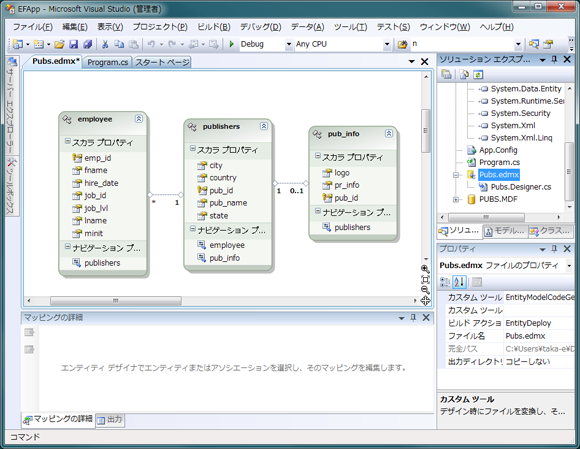 EFApp - Microsoft Visual Studio (管理者)
ファイル(F) 編集(E) 表示(V) プロジェクト(P) ビルド(B) デバッグ(D) データ(A) ツール(T) テスト(S) ウィンドウ(W) ヘルプ(H)
Debug Any CPU n
サーバー エクスプローラー
ツールボックス
Pubs.edmx* Program.cs スタート ページ
employee
スカラ プロパティ
emp_id
fname
hire_date
job_id
job_lvl
lname
minit
ナビゲーション プ...
publishers
* 1
publishers
スカラ プロパティ
city
country
pub_id
pub_name
state
ナビゲーション プ...
employee
pub_info
1 0..1
pub_info
スカラ プロパティ
logo
pr_info
pub_id
ナビゲーション プ...
publishers
マッピングの詳細
エンティティ デザイナでエンティティまたはアソシエーションを選択し、そのマッピングを編集します。
マッピングの詳細 出力
ソリューション エクスプ...
System.Data.Entity
System.Runtime.Ser
System.Security
System.Xml
System.Xml.Linq
App.Config
Program.cs
Pubs.edmx
Pubs.Designer.cs
PUBS.MDF
ソリュー... モデル... クラス...
プロパティ
Pubs.edmx ファイルのプロパティ
カスタム ツール EntityModelCodeGe
カスタム ツール
ビルド アクション EntityDeploy
ファイル名 Pubs.edmx
完全パス C:¥Users¥taka-e¥D
出力ディレクトリ コピーしない
カスタム ツール
デザイン時にファイルを変換し、その...
コマンド